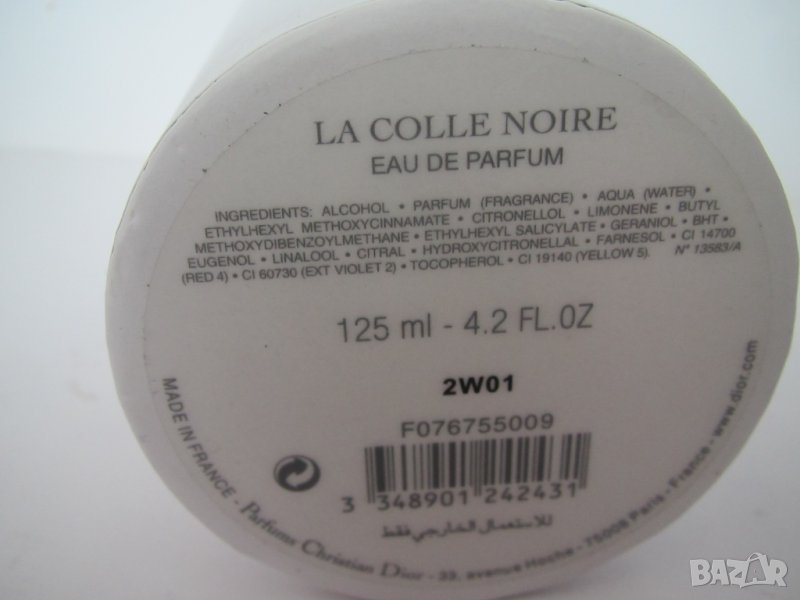 LA COLLE NOIRE
EAU DE PARFUM
INGREDIENTS: ALCOHOL • PARFUM (FRAGRANCE) • AQUA (WATER) •
ETHYLHEXYL METHOXYCINNAMATE • CITRONELLOL • LIMONENE • BUTYL
METHOXYDIBENZOYLMETHANE • ETHYLHEXYL SALICYLATE • GERANIOL • BHT •
EUGENOL • LINALOOL • CITRAL • HYDROXYCITRONELLAL • FARNESOL • CI 14700
(RED 4) • CI 60730 (EXT VIOLET 2) • TOCOPHEROL • CI 19140 (YELLOW 5). N° 13583/A
125 ml - 4.2 FL.OZ
2W01
F076755009
3 348901 242431
للاستعمال الخارجي فقط
MADE IN FRANCE - Parfums Christian Dior - 33, avenue Hoche - 75008 Paris - France - www.dior.com
BAZAR